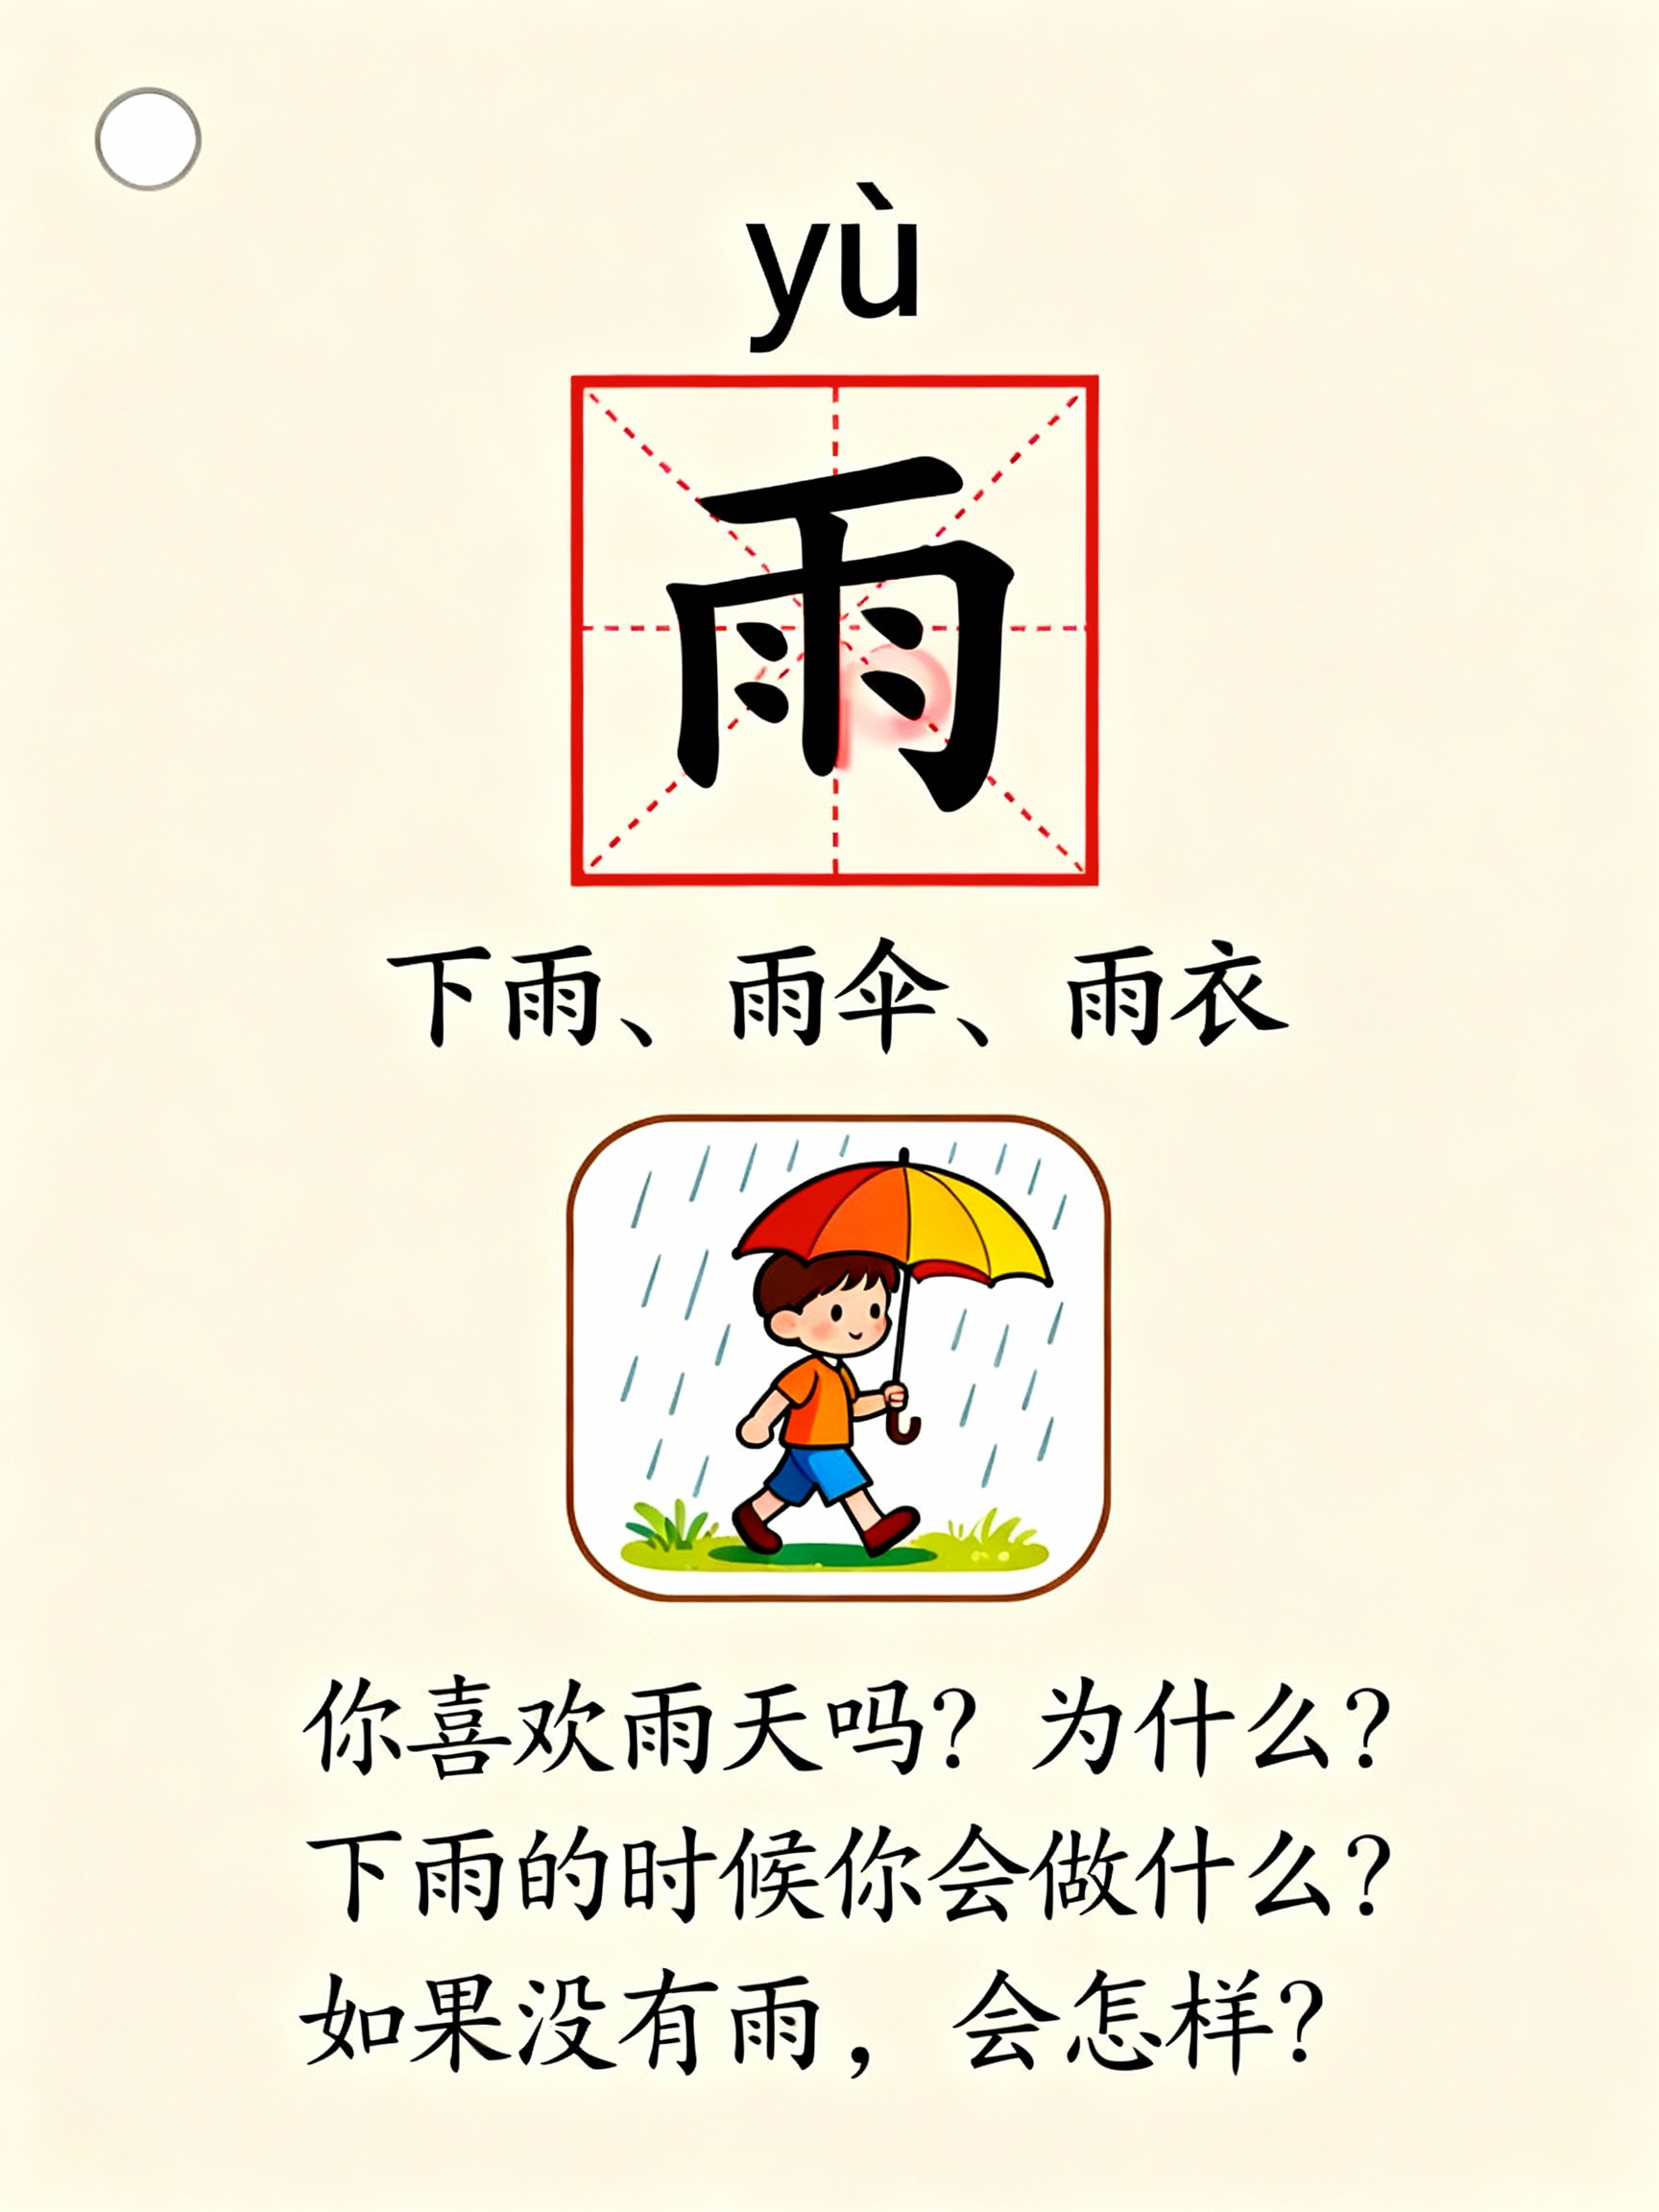 yù
雨
下雨、雨伞、雨衣
你喜欢雨天吗？为什么？
下雨的时候你会做什么？
如果没有雨，会怎样？